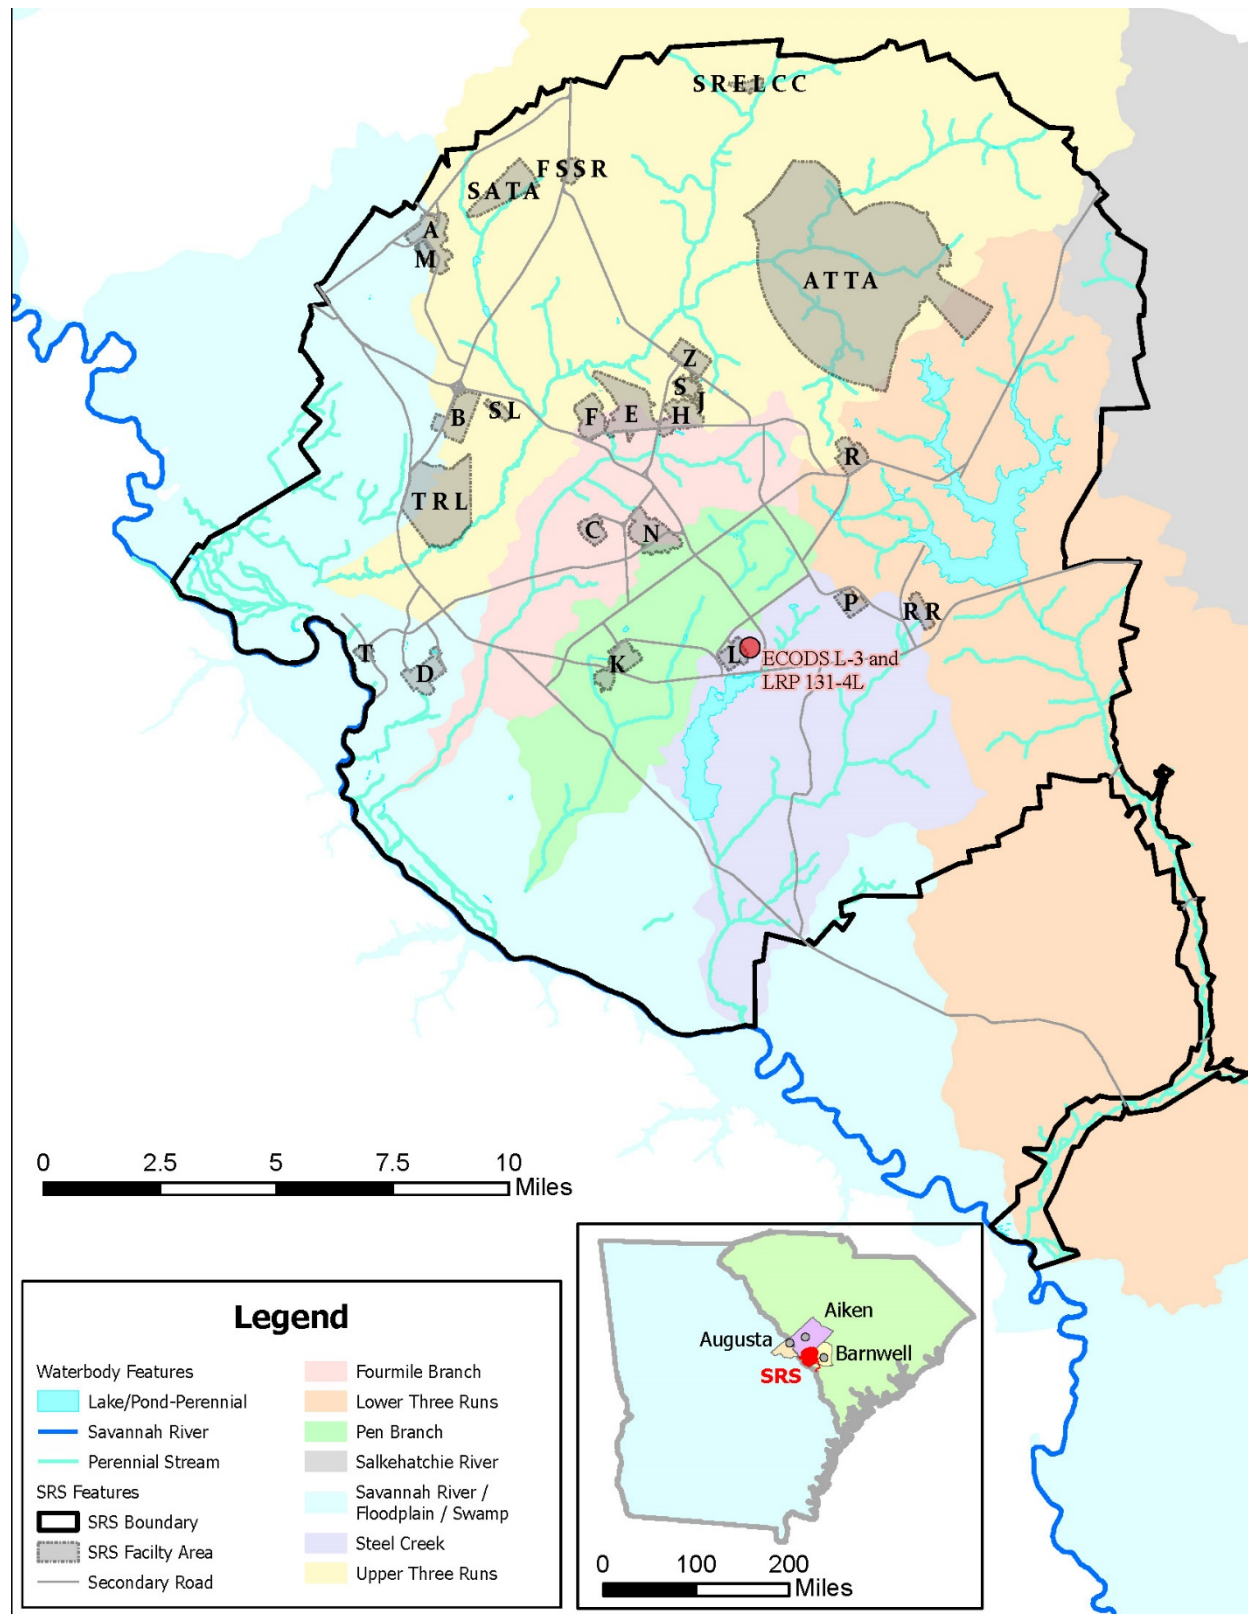 SRELCC
FSSR
SATA
A
M
ATTA
Z
S
J
B
SL
F
E
H
R
TRL
C
N
P
RR
T
D
K
L
ECODS L-3 and
LRP 131-4L
0 2.5 5 7.5 10
Miles
Legend
Waterbody Features
Lake/Pond-Perennial
Savannah River
Perennial Stream
SRS Features
SRS Boundary
SRS Facilty Area
Secondary Road
Fourmile Branch
Lower Three Runs
Pen Branch
Salkehatchie River
Savannah River /
Floodplain / Swamp
Steel Creek
Upper Three Runs
Aiken
Augusta
Barnwell
SRS
0 100 200
Miles